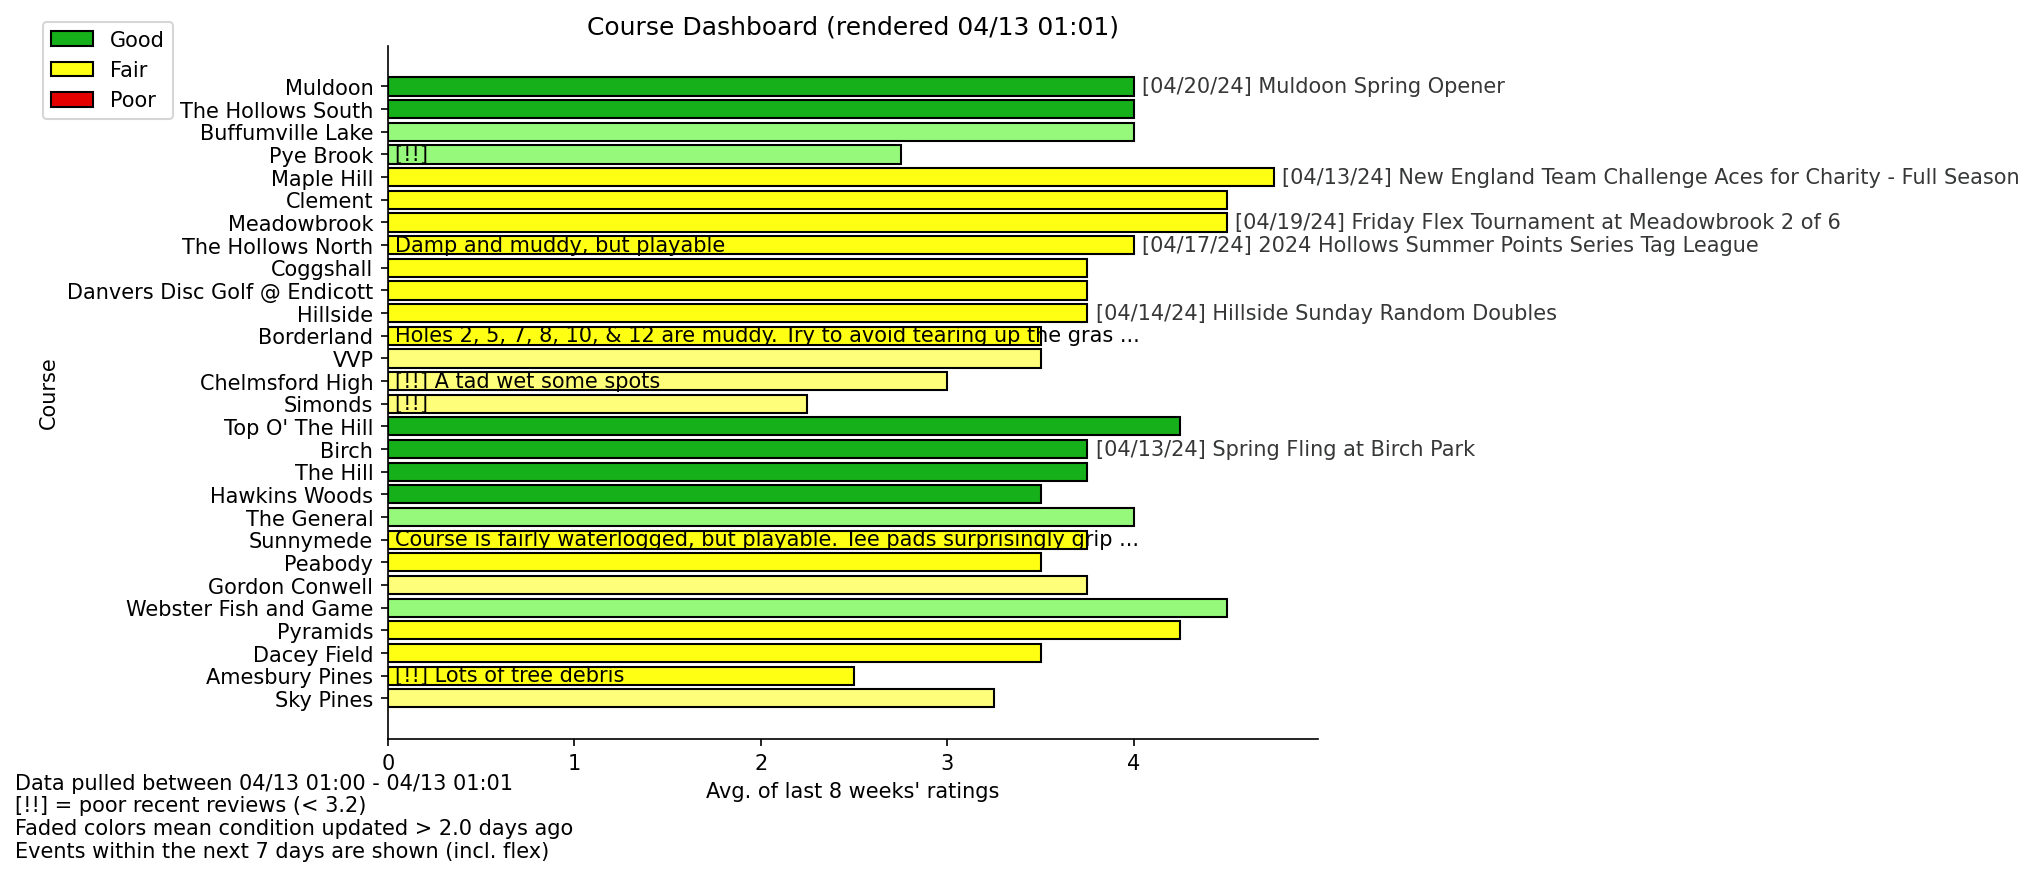 Course Dashboard (rendered 04/13 01:01)
Good
Fair
Poor
Muldoon [04/20/24] Muldoon Spring Opener
The Hollows South
Buffumville Lake
Pye Brook [!!]
Maple Hill [04/13/24] New England Team Challenge Aces for Charity - Full Season
Clement
Meadowbrook [04/19/24] Friday Flex Tournament at Meadowbrook 2 of 6
The Hollows North Damp and muddy, but playable [04/17/24] 2024 Hollows Summer Points Series Tag League
Coggshall
Danvers Disc Golf @ Endicott
Hillside [04/14/24] Hillside Sunday Random Doubles
Borderland Holes 2, 5, 7, 8, 10, & 12 are muddy. Try to avoid tearing up the gras ...
VVP
Chelmsford High [!!] A tad wet some spots
Simonds [!!]
Top O' The Hill
Birch [04/13/24] Spring Fling at Birch Park
The Hill
Hawkins Woods
The General
Sunnymede Course is fairly waterlogged, but playable. Tee pads surprisingly grip ...
Peabody
Gordon Conwell
Webster Fish and Game
Pyramids
Dacey Field
Amesbury Pines [!!] Lots of tree debris
Sky Pines
Course
0 1 2 3 4
Avg. of last 8 weeks' ratings
Data pulled between 04/13 01:00 - 04/13 01:01
[!!] = poor recent reviews (< 3.2)
Faded colors mean condition updated > 2.0 days ago
Events within the next 7 days are shown (incl. flex)